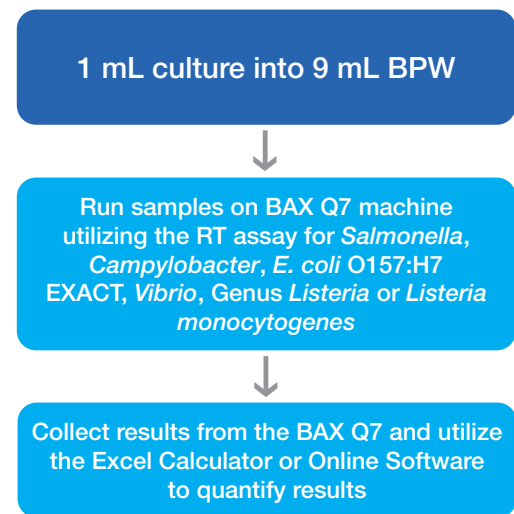 1 mL culture into 9 mL BPW
Run samples on BAX Q7 machine
utilizing the RT assay for Salmonella,
Campylobacter, E. coli O157:H7
EXACT, Vibrio, Genus Listeria or Listeria
monocytogenes
Collect results from the BAX Q7 and utilize
the Excel Calculator or Online Software
to quantify results